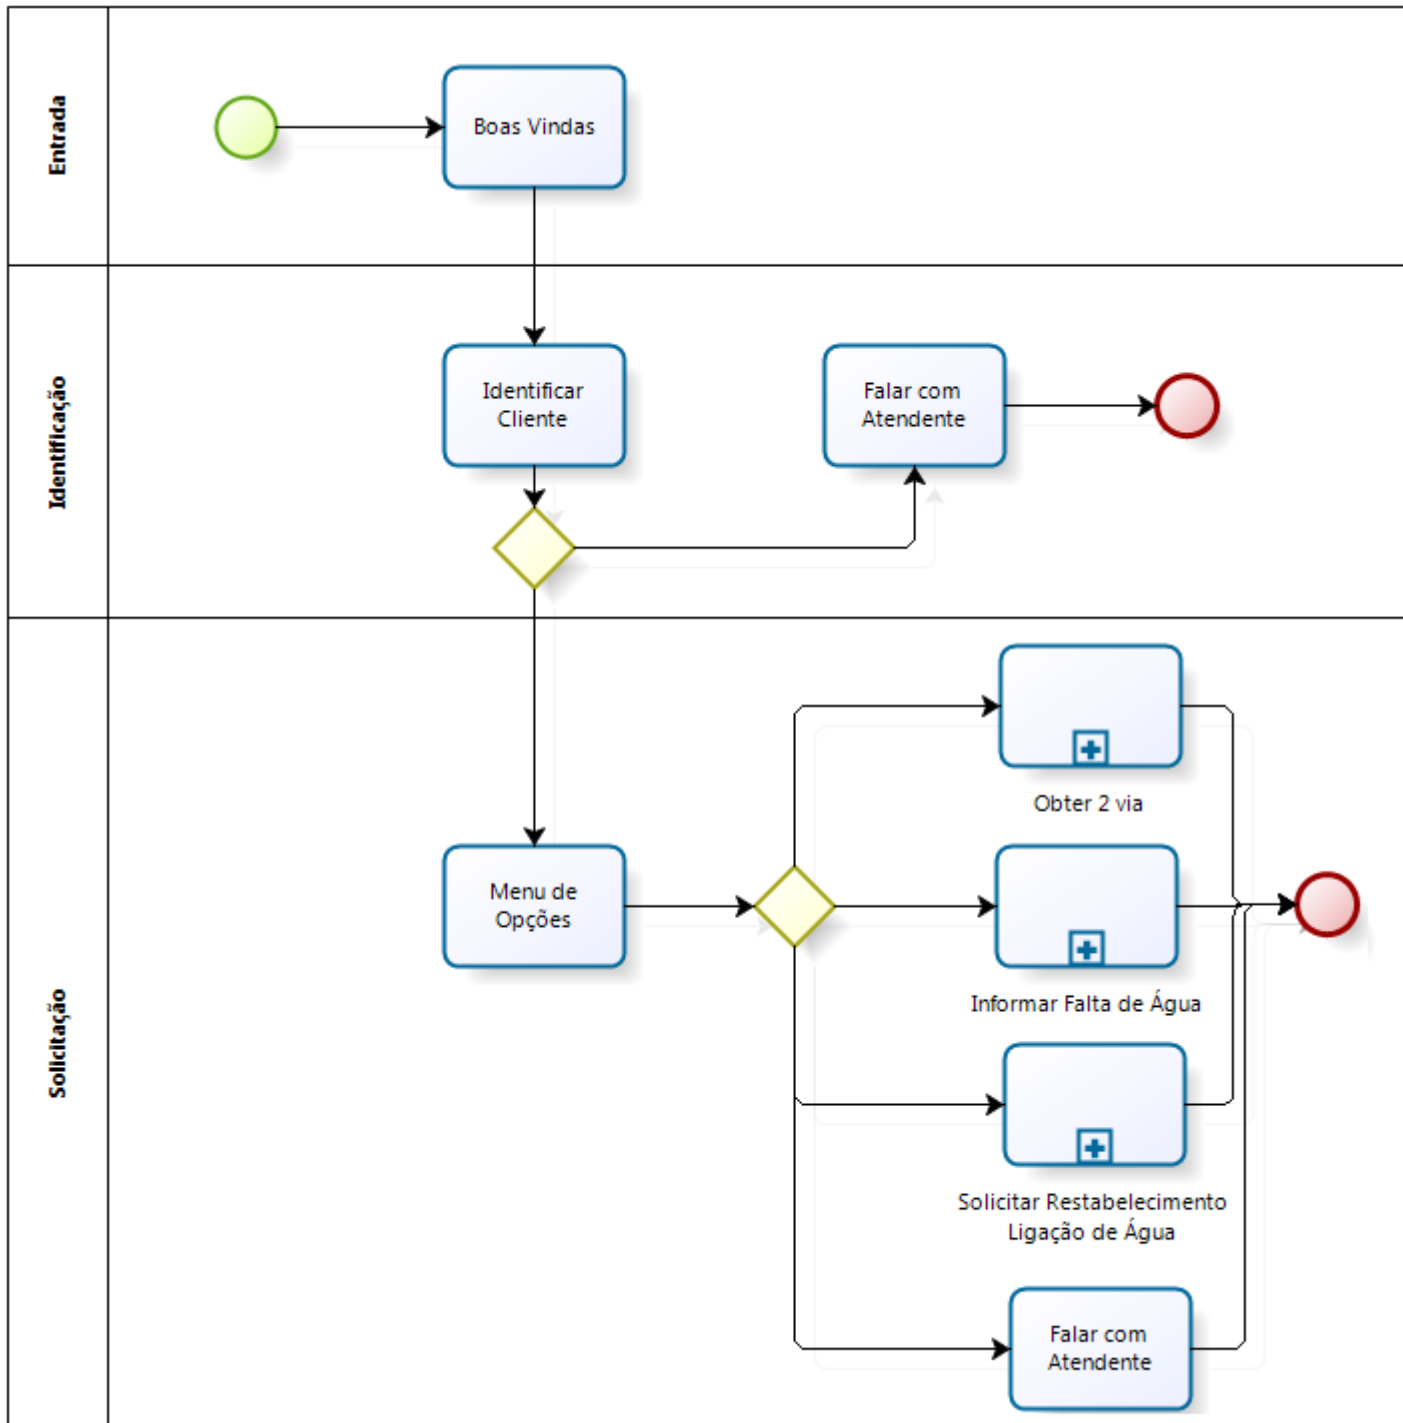 Entrada
Boas Vindas
Identificação
Identificar
Cliente
Falar com
Atendente
Solicitação
Menu de
Opções
Obter 2 via
Informar Falta de Água
Solicitar Restabelecimento
Ligação de Água
Falar com
Atendente